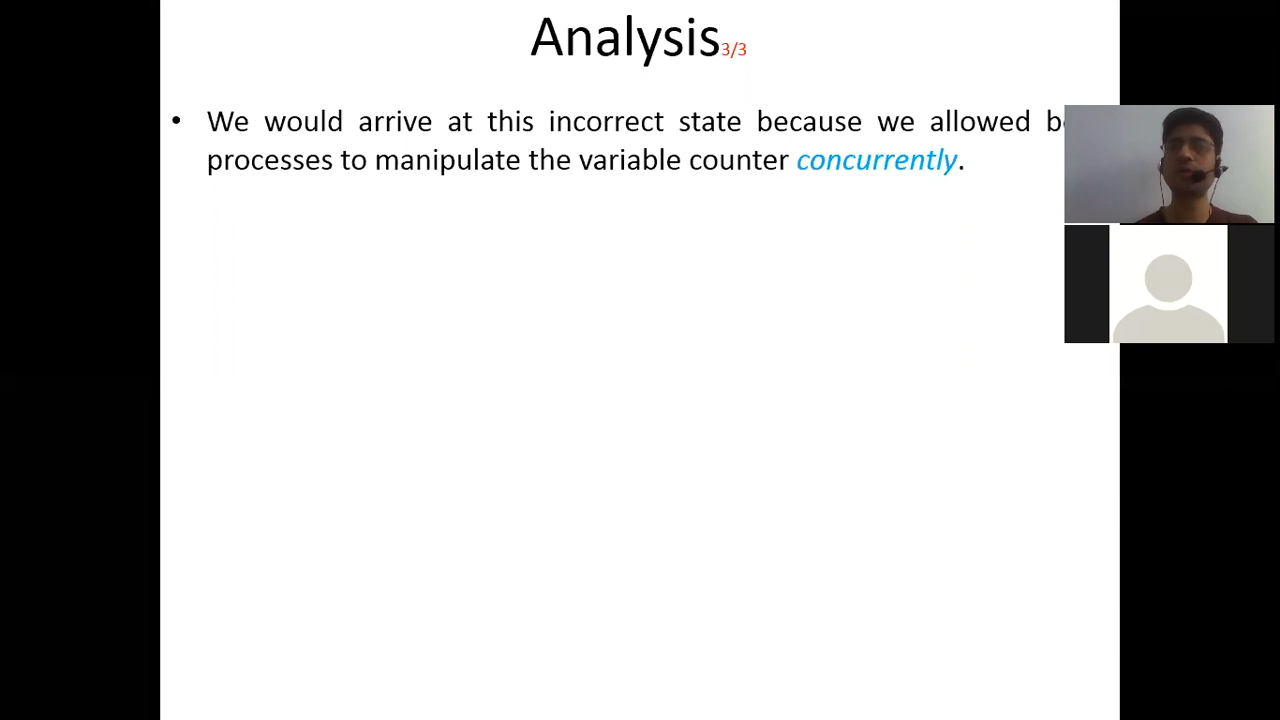 Analysis3/3
• We would arrive at this incorrect state because we allowed
processes to manipulate the variable counter concurrently.